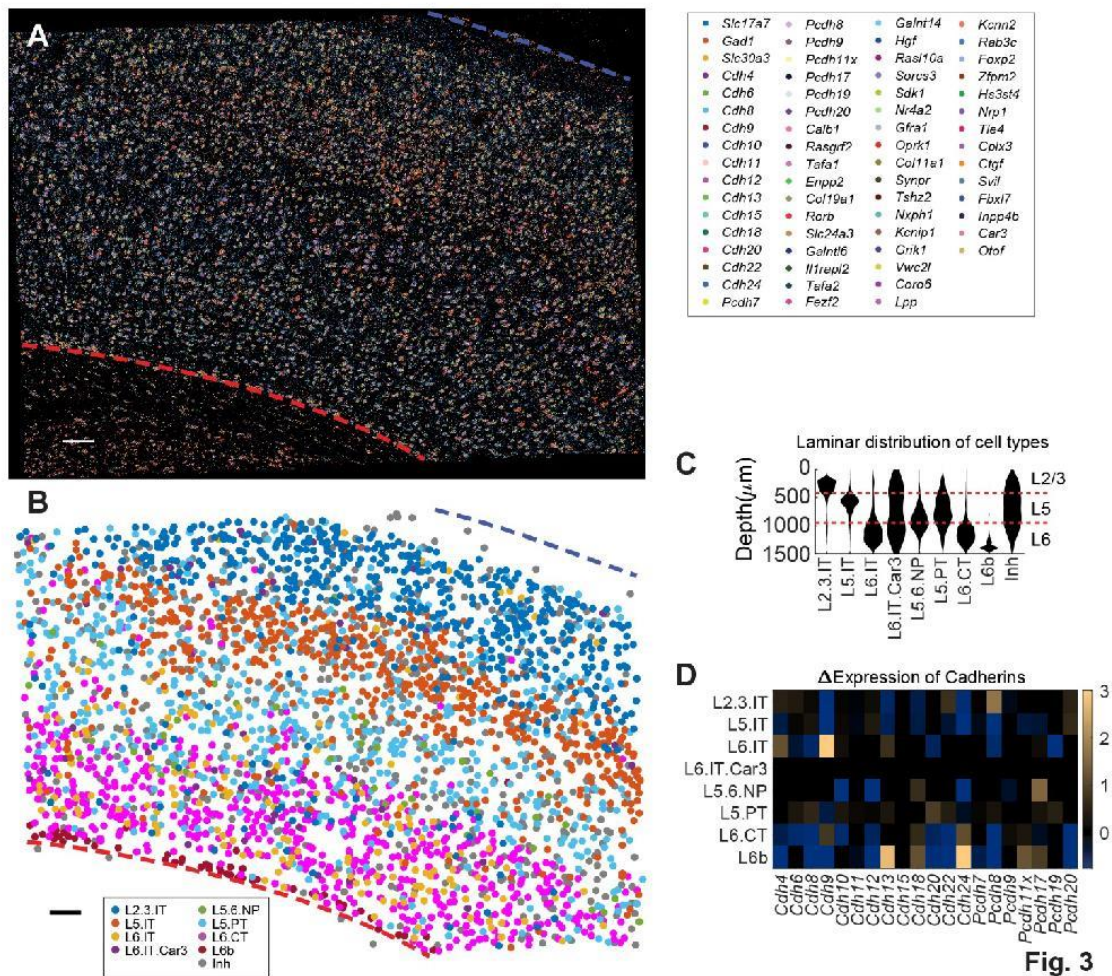 A
Slc17a7
Gad1
Slc30a3
Cdh4
Cdh6
Cdh8
Cdh9
Cdh10
Cdh11
Cdh12
Cdh13
Cdh15
Cdh18
Cdh20
Cdh22
Cdh24
Pcdh7
Pcdh8
Pcdh9
Pcdh11x
Pcdh17
Pcdh19
Pcdh20
Calb1
Rasgrf2
Tafa1
Enpp2
Col19a1
Rorb
Slc24a3
Galntl6
Il1rapl2
Tafa2
Fezf2
Galnt14
Hgf
Rasl10a
Sorcs3
Sdk1
Nr4a2
Gfra1
Oprk1
Col11a1
Synpr
Tshz2
Nxph1
Kcnip1
Grik1
Vwc2l
Coro6
Lpp
Kcnn2
Rab3c
Foxp2
Zfpm2
Hs3st4
Nrp1
Tle4
Cplx3
Ctgf
Svil
Fbxl7
Inpp4b
Car3
Otof
B
L2.3.IT
L5.IT
L6.IT
L6.IT.Car3
L5.6.NP
L5.PT
L6.CT
L6b
Inh
C
Laminar distribution of cell types
Depth(μm)
0
500
1000
1500
L2/3
L5
L6
L2.3.IT
L5.IT
L6.IT
L6.IT.Car3
L5.6.NP
L5.PT
L6.CT
L6b
Inh
D
ΔExpression of Cadherins
L2.3.IT
L5.IT
L6.IT
L6.IT.Car3
L5.6.NP
L5.PT
L6.CT
L6b
3
2
1
0
Cdh4
Cdh6
Cdh8
Cdh9
Cdh10
Cdh11
Cdh12
Cdh13
Cdh15
Cdh18
Cdh20
Cdh22
Cdh24
Pcdh7
Pcdh8
Pcdh9
Pcdh11x
Pcdh17
Pcdh19
Pcdh20
Fig. 3